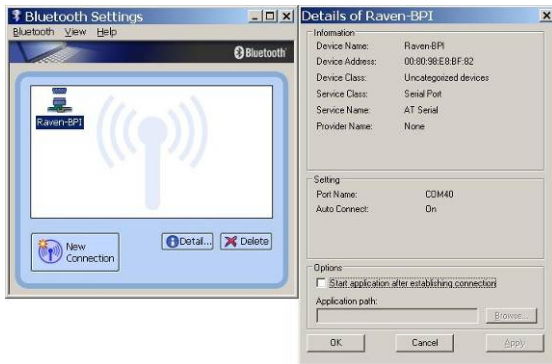 Bluetooth Settings
Bluetooth View Help
Bluetooth
Raven-BPI
New
Connection
Detal...
Delete
Details of Raven-BPI
Information
Device Name: Raven-BPI
Device Address: 00:80:98:E8:BF:82
Device Class: Uncategorized devices
Service Class: Serial Port
Service Name: AT Serial
Provider Name: None
Setting
Port Name: COM40
Auto Connect: On
Options
Start application after establishing connection
Application path:
Browse...
OK Cancel Apply